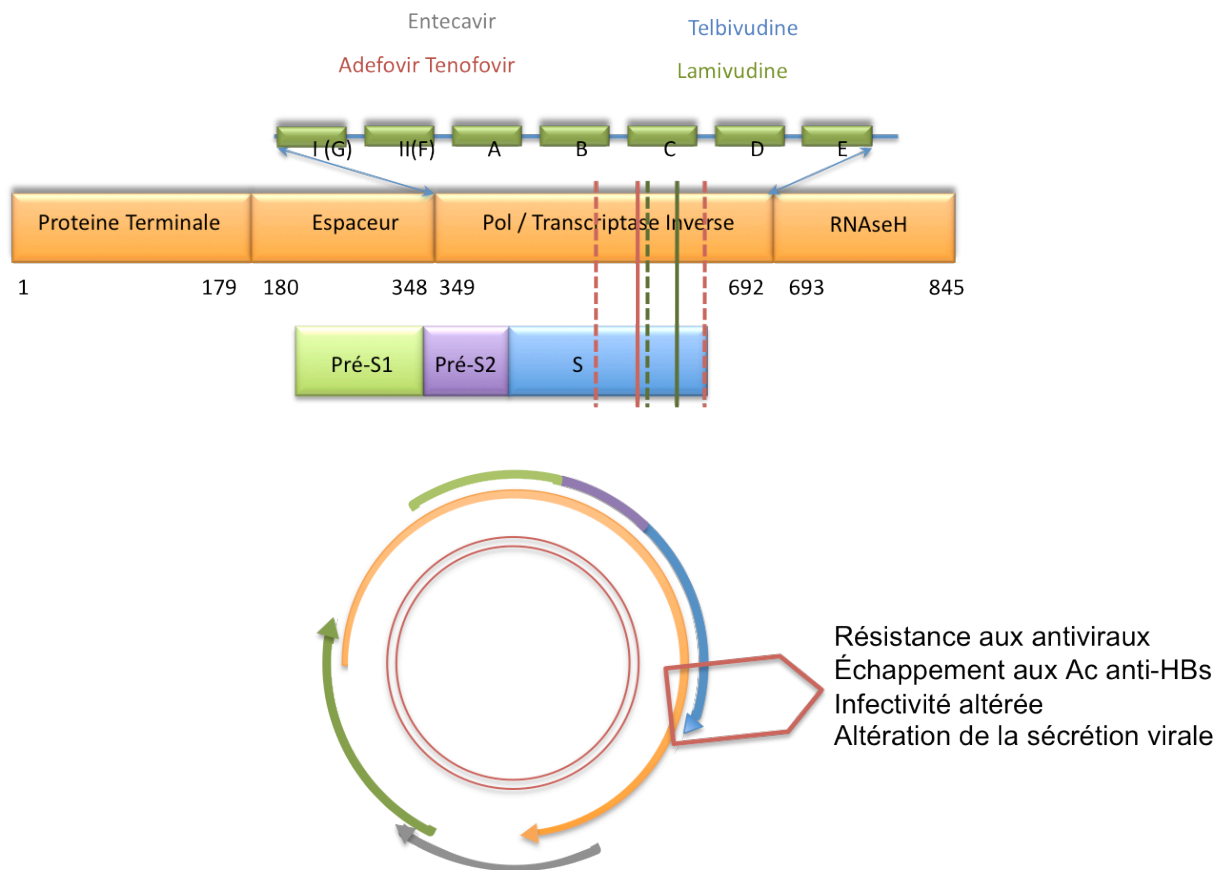 Entecavir
Telbivudine
Adefovir Tenofovir
Lamivudine
I (G) II(F) A B C D E
Proteine Terminale Espaceur Pol / Transcriptase Inverse RNAseH
1 179 180 348 349 692 693 845
Pré-S1 Pré-S2 S
Résistance aux antiviraux
Échappement aux Ac anti-HBs
Infectivité altérée
Altération de la sécrétion virale